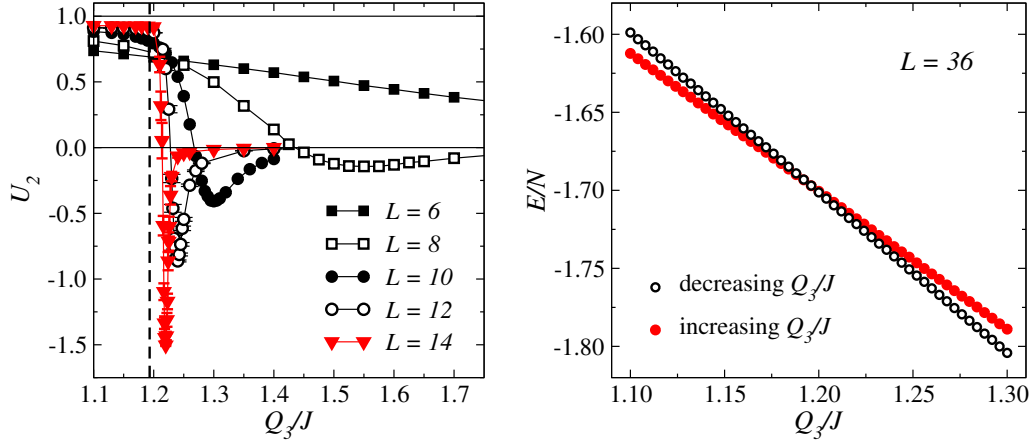 1.0
0.5
0.0
-0.5
-1.0
-1.5
U2
1.1 1.2 1.3 1.4 1.5 1.6 1.7
Q3/J
L = 6
L = 8
L = 10
L = 12
L = 14
-1.60
-1.65
-1.70
-1.75
-1.80
E/N
L = 36
decreasing Q3/J
increasing Q3/J
1.10 1.15 1.20 1.25 1.30
Q3/J